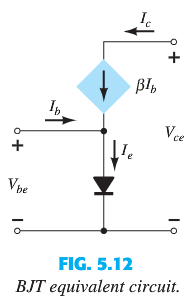 I_c
+
βI_b
I_b
+
I_e
V_ce
V_be
−
−
FIG. 5.12
BJT equivalent circuit.